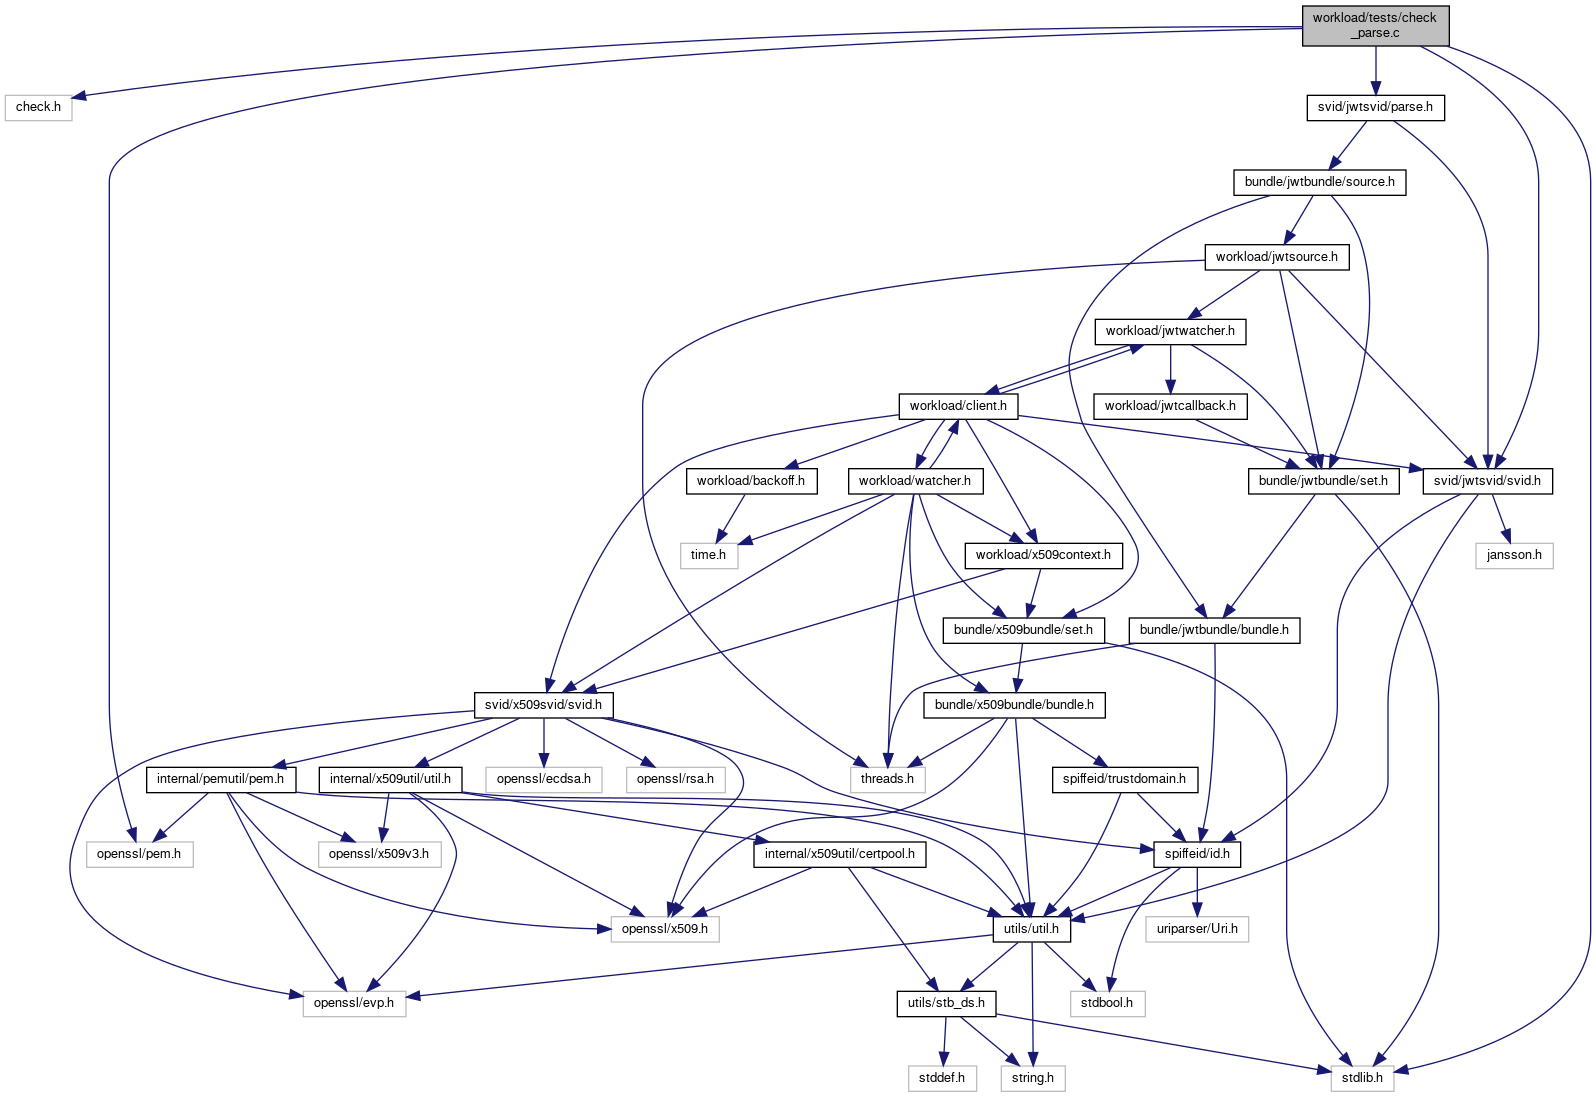 workload/tests/check
_parse.c
check.h
svid/jwtsvid/parse.h
bundle/jwtbundle/source.h
workload/jwtsource.h
workload/jwtwatcher.h
workload/client.h
workload/jwtcallback.h
workload/backoff.h
workload/watcher.h
bundle/jwtbundle/set.h
svid/jwtsvid/svid.h
time.h
workload/x509context.h
jansson.h
bundle/x509bundle/set.h
bundle/jwtbundle/bundle.h
svid/x509svid/svid.h
bundle/x509bundle/bundle.h
internal/pemutil/pem.h
internal/x509util/util.h
openssl/ecdsa.h
openssl/rsa.h
threads.h
spiffeid/trustdomain.h
openssl/pem.h
openssl/x509v3.h
internal/x509util/certpool.h
spiffeid/id.h
openssl/x509.h
utils/util.h
uriparser/Uri.h
openssl/evp.h
utils/stb_ds.h
stdbool.h
stddef.h
string.h
stdlib.h